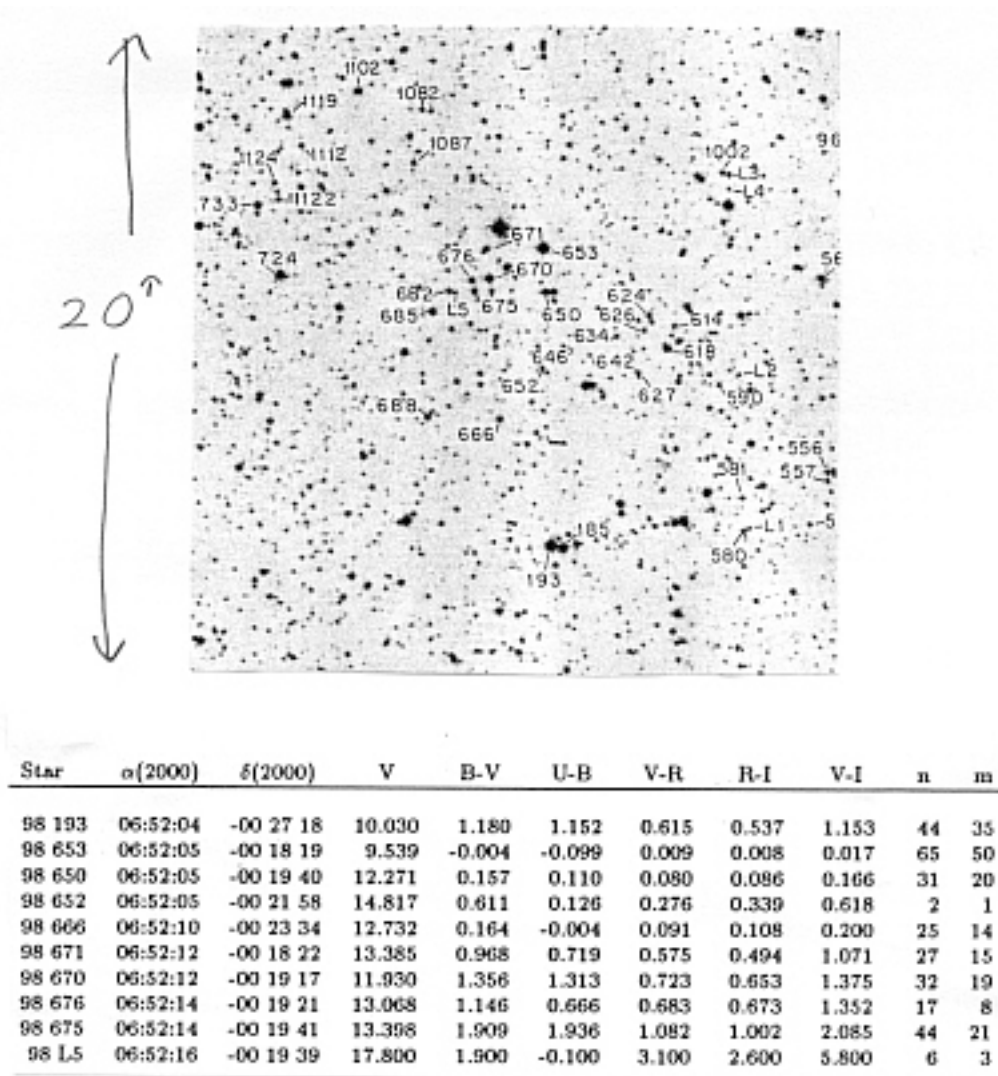 1102
1119 1082
1087
1124 1112 1002 96
L3
L4
733 1122
671
724 676 670 653 56
682 624
685 L5 675 650 626 614
634
646 642 618
L2
652
688 627 590
666
556
581 557
185 L1 5
580
193
20"
Star α(2000) δ(2000) V B-V U-B V-R R-I V-I n m
98 193 06:52:04 -00 27 18 10.030 1.180 1.152 0.615 0.537 1.153 44 35
98 653 06:52:05 -00 18 19 9.539 -0.004 -0.099 0.009 0.008 0.017 65 50
98 650 06:52:05 -00 19 40 12.271 0.157 0.110 0.080 0.086 0.166 31 20
98 652 06:52:05 -00 21 58 14.817 0.611 0.126 0.276 0.339 0.618 2 1
98 666 06:52:10 -00 23 34 12.732 0.164 -0.004 0.091 0.108 0.200 25 14
98 671 06:52:12 -00 18 22 13.385 0.968 0.719 0.575 0.494 1.071 27 15
98 670 06:52:12 -00 19 17 11.930 1.356 1.313 0.723 0.653 1.375 32 19
98 676 06:52:14 -00 19 21 13.068 1.146 0.666 0.683 0.673 1.352 17 8
98 675 06:52:14 -00 19 41 13.398 1.909 1.936 1.082 1.002 2.085 44 21
98 L5 06:52:16 -00 19 39 17.800 1.900 -0.100 3.100 2.600 5.800 6 3